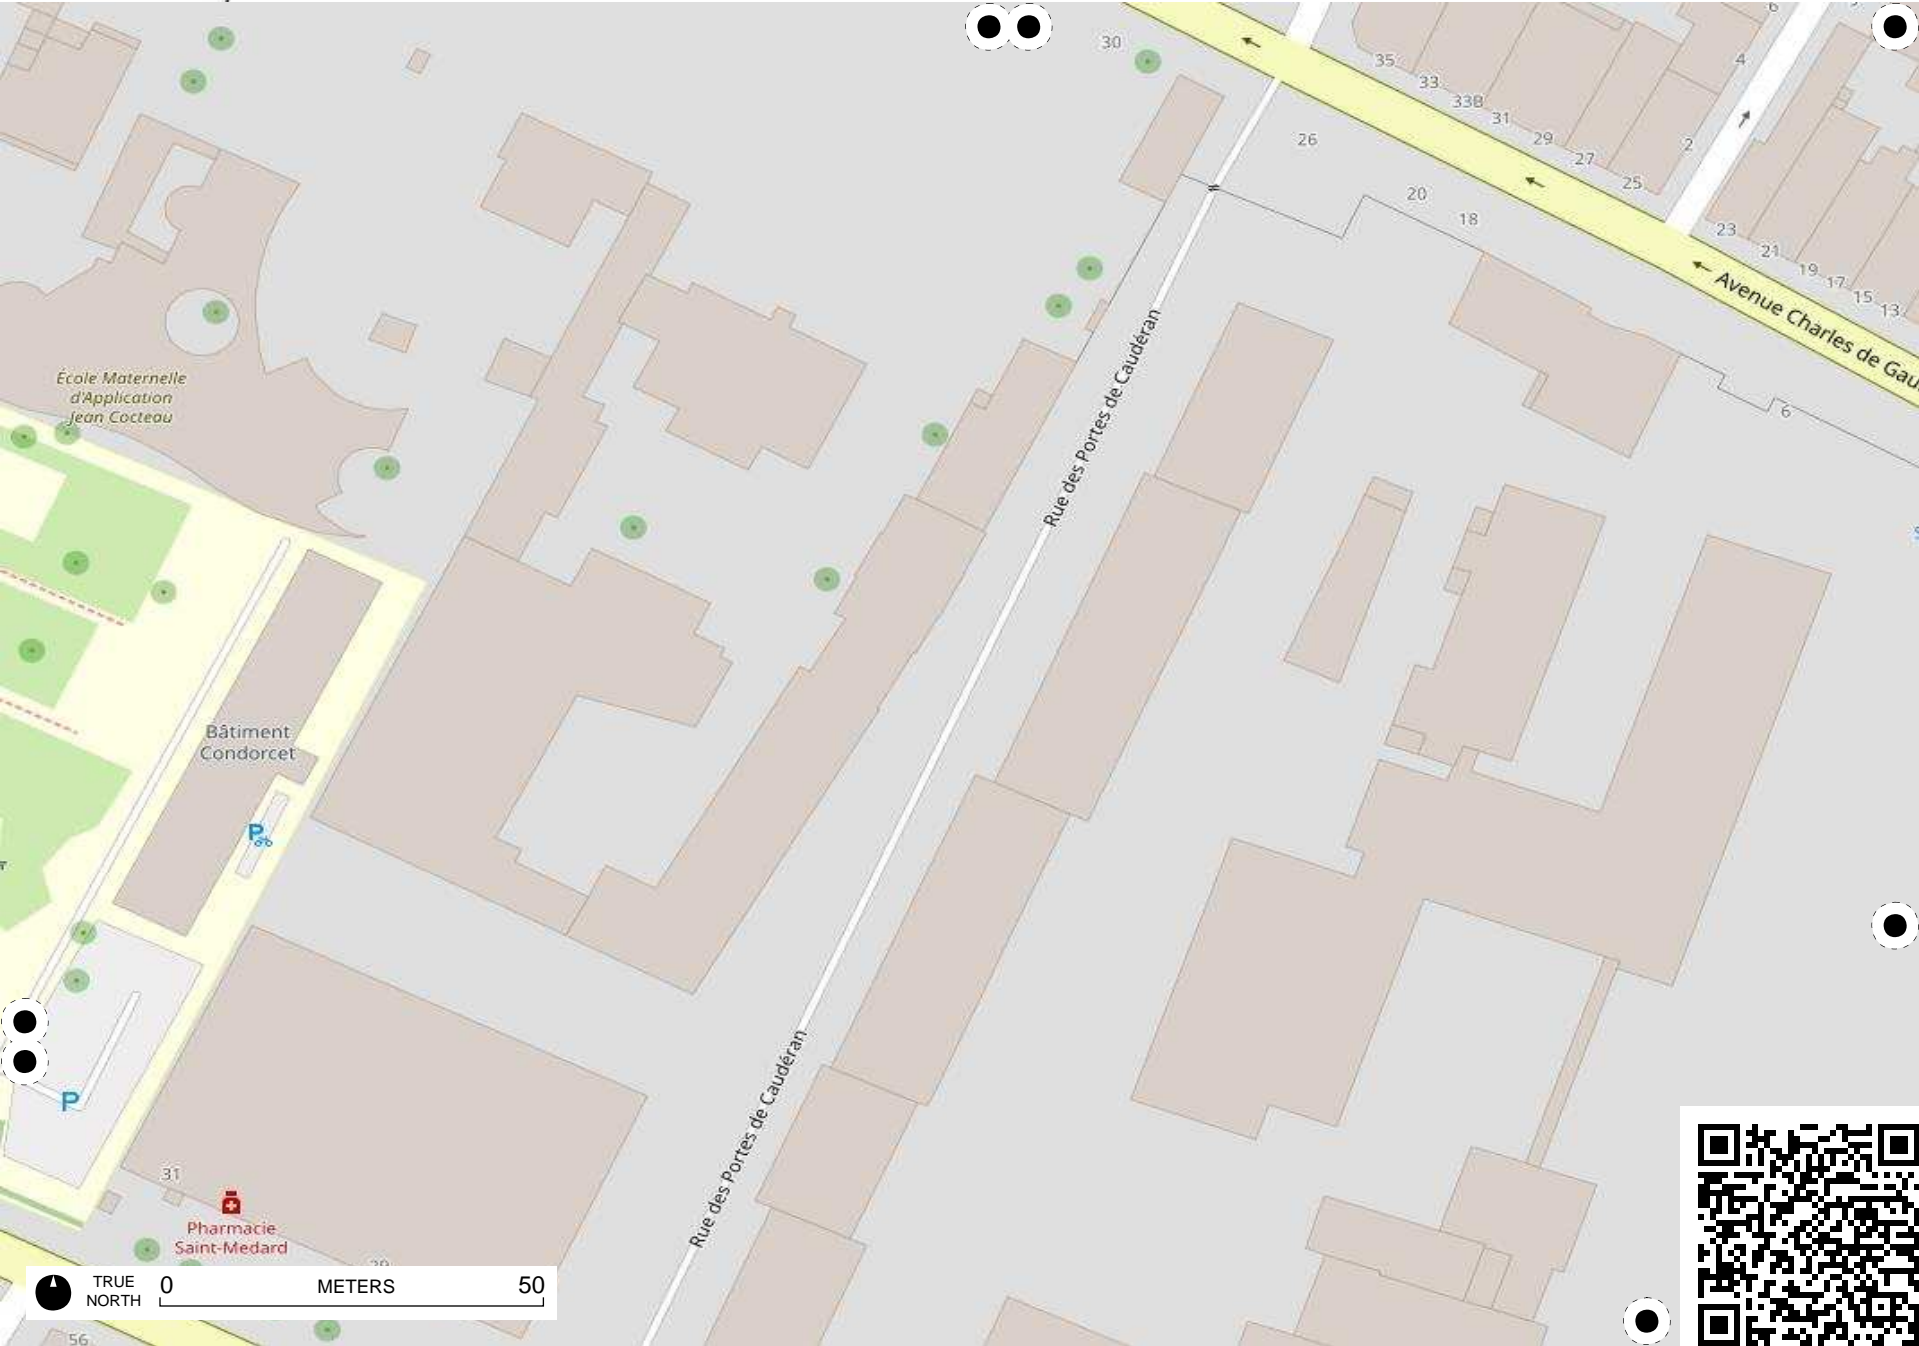 30
35
33
33B
31
29
27
25
6
4
2
26
20
18
23
21
19
17
15
13
Avenue Charles de Gau
6
Rue des Portes de Caudéran
École Maternelle
d'Application
Jean Cocteau
Bâtiment
Condorcet
P
P
Rue des Portes de Caudéran
31
Pharmacie
Saint-Medard
TRUE
NORTH
0
METERS
50
56